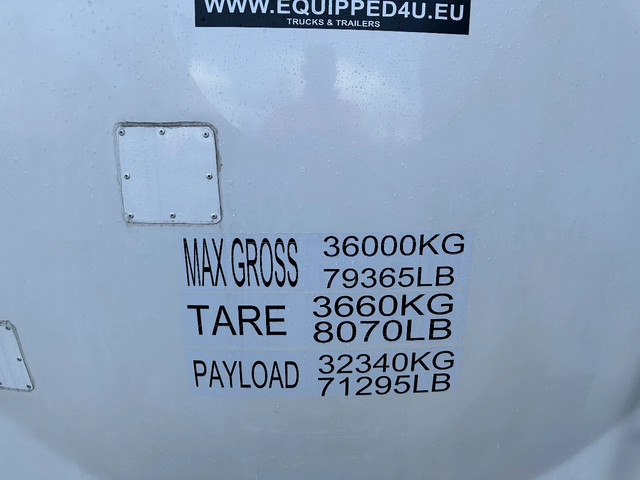 WWW.EQUIPPED4U.EU
TRUCKS & TRAILERS
MAX GROSS 36000KG
79365LB
TARE 3660KG
8070LB
PAYLOAD 32340KG
71295LB